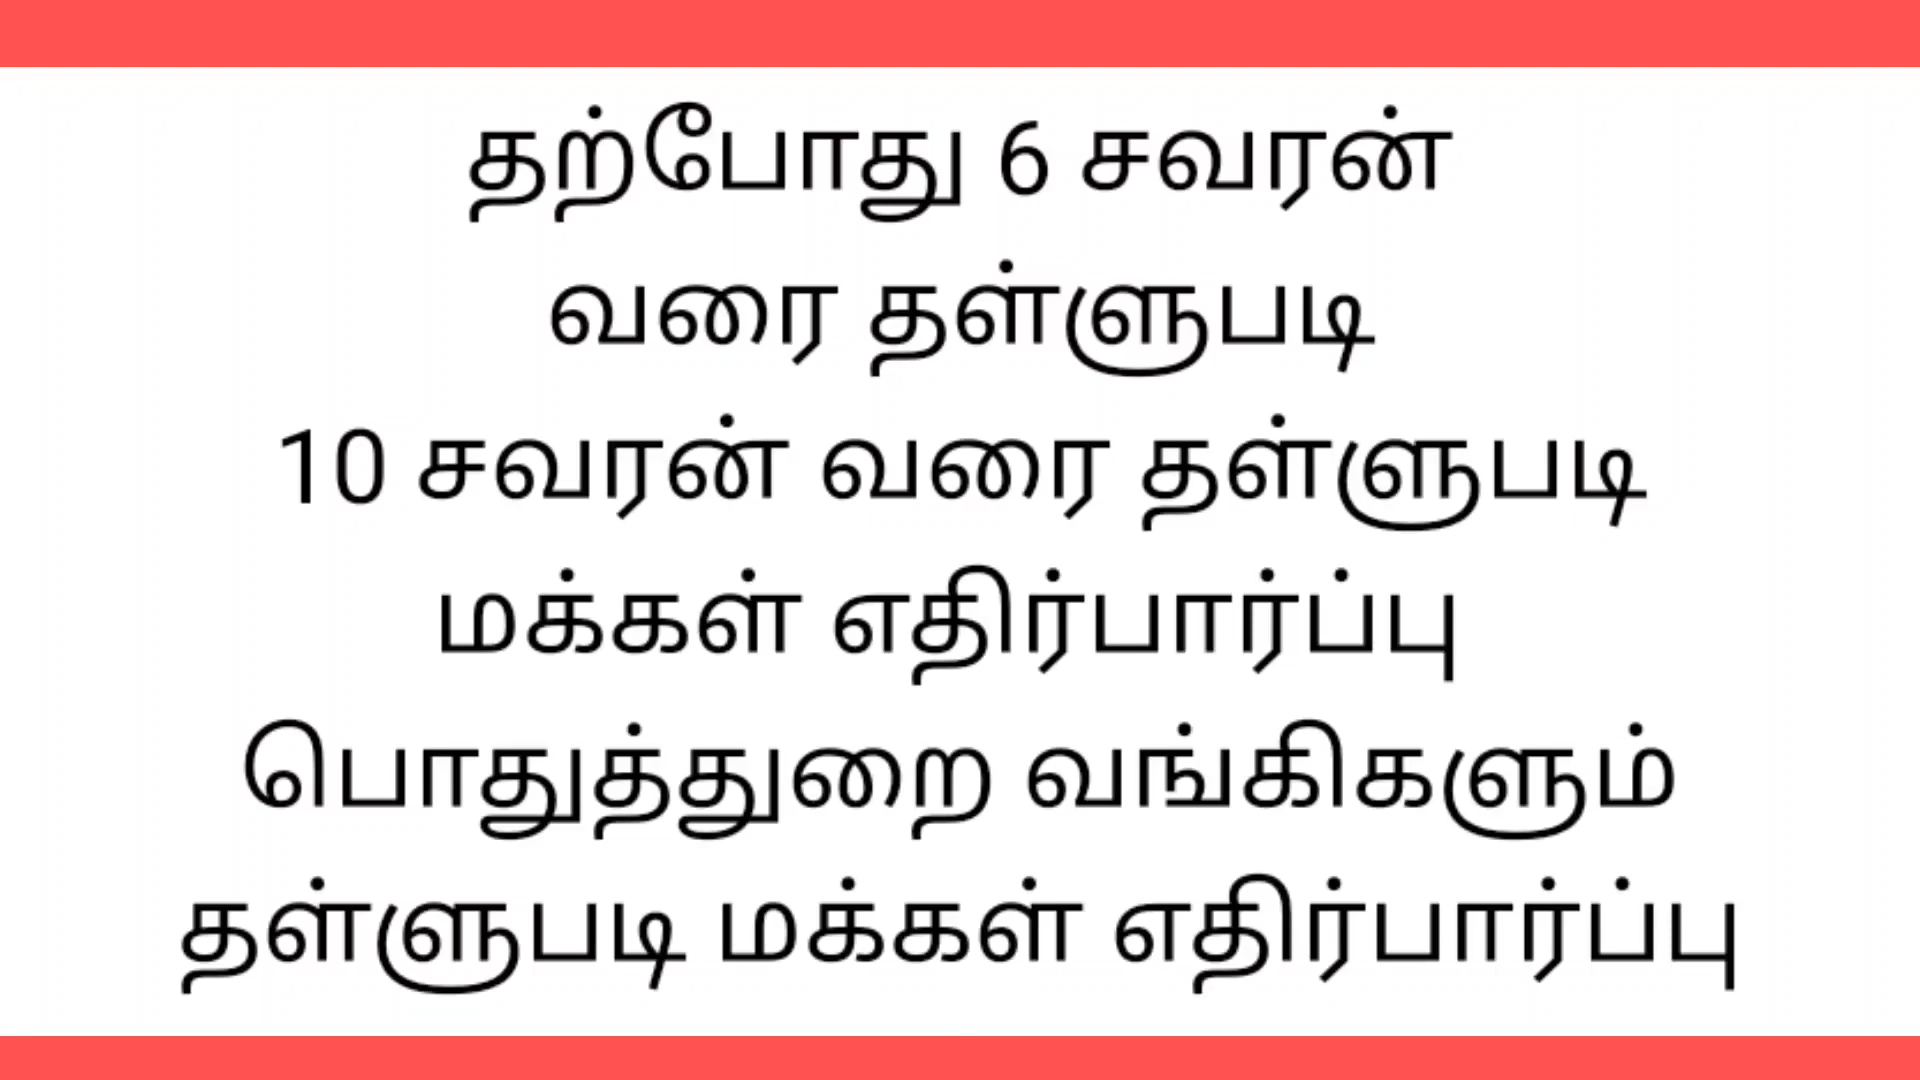 தற்போது 6 சவரன்
வரை தள்ளுபடி
10 சவரன் வரை தள்ளுபடி
மக்கள் எதிர்பார்ப்பு
பொதுத்துறை வங்கிகளும்
தள்ளுபடி மக்கள் எதிர்பார்ப்பு